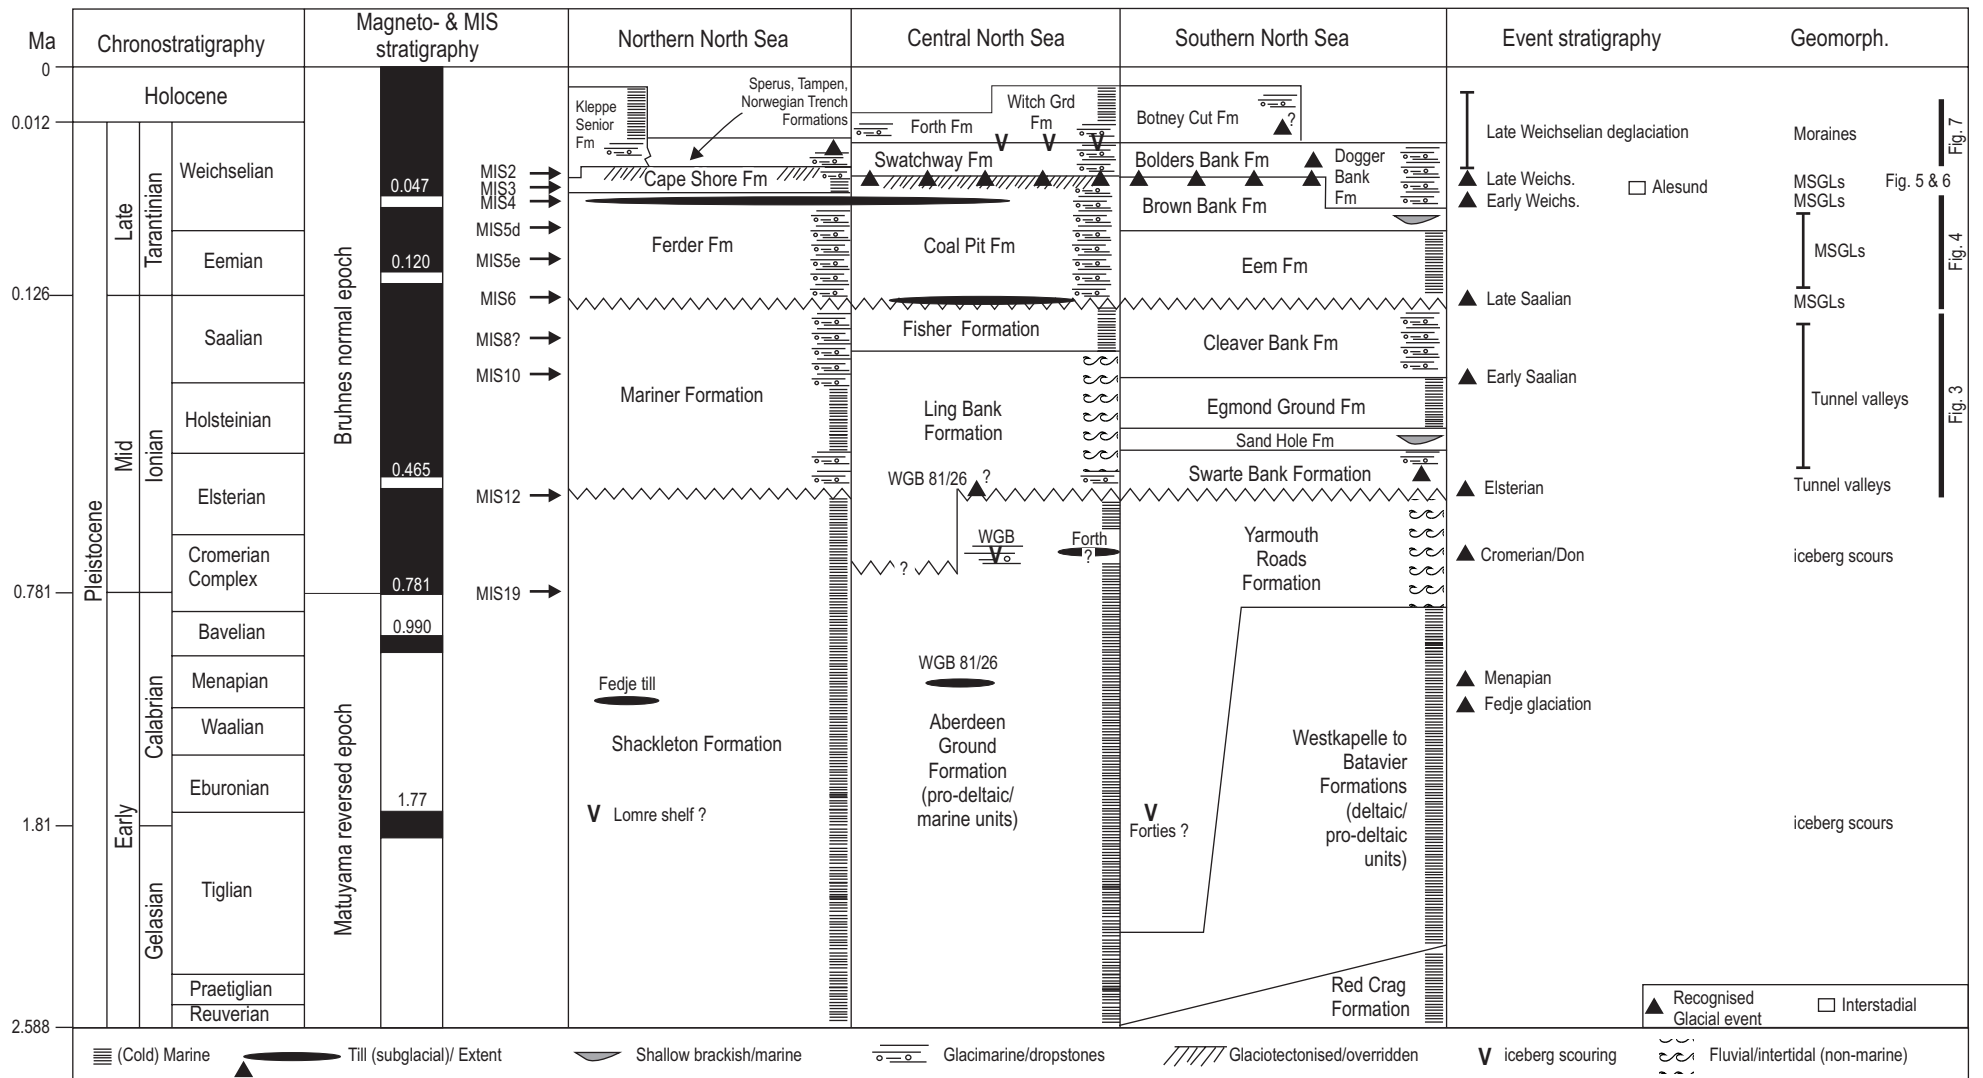 Ma
Chronostratigraphy
Magneto- & MIS
stratigraphy
Northern North Sea
Central North Sea
Southern North Sea
Event stratigraphy
Geomorph.
0
0.012
0.126
0.781
1.81
2.588
Pleistocene
Late
Mid
Early
Tarantinian
Ionian
Calabrian
Gelasian
Holocene
Weichselian
Eemian
Saalian
Holsteinian
Elsterian
Cromerian
Complex
Bavelian
Menapian
Waalian
Eburonian
Tiglian
Praetiglian
Reuverian
Bruhnes normal epoch
Matuyama reversed epoch
0.047
0.120
0.465
0.781
0.990
1.77
MIS2
MIS3
MIS4
MIS5d
MIS5e
MIS6
MIS8?
MIS10
MIS12
MIS19
Kleppe
Senior
Fm
Sperus, Tampen,
Norwegian Trench
Formations
Cape Shore Fm
Ferder Fm
Mariner Formation
Fedje till
Shackleton Formation
V Lomre shelf ?
Witch Grd
Fm
Forth Fm
V V V
Swatchway Fm
Coal Pit Fm
Fisher Formation
Ling Bank
Formation
WGB 81/26 ?
WGB
V
Forth
?
?
WGB 81/26
Aberdeen
Ground
Formation
(pro-deltaic/
marine units)
Botney Cut Fm
?
Bolders Bank Fm
Dogger
Bank
Fm
Brown Bank Fm
Eem Fm
Cleaver Bank Fm
Egmond Ground Fm
Sand Hole Fm
Swarte Bank Formation
Yarmouth
Roads
Formation
Westkapelle to
Batavier
Formations
(deltaic/
pro-deltaic
units)
V
Forties ?
Red Crag
Formation
Late Weichselian deglaciation
Late Weichs.
Early Weichs.
Alesund
Late Saalian
Early Saalian
Elsterian
Cromerian/Don
Menapian
Fedje glaciation
Moraines
MSGLs
MSGLs
MSGLs
MSGLs
Tunnel valleys
Tunnel valleys
iceberg scours
iceberg scours
Fig. 7
Fig. 5 & 6
Fig. 4
Fig. 3
Recognised
Glacial event
Interstadial
(Cold) Marine
Till (subglacial)/ Extent
Shallow brackish/marine
Glacimarine/dropstones
Glaciotectonised/overridden
V iceberg scouring
Fluvial/intertidal (non-marine)